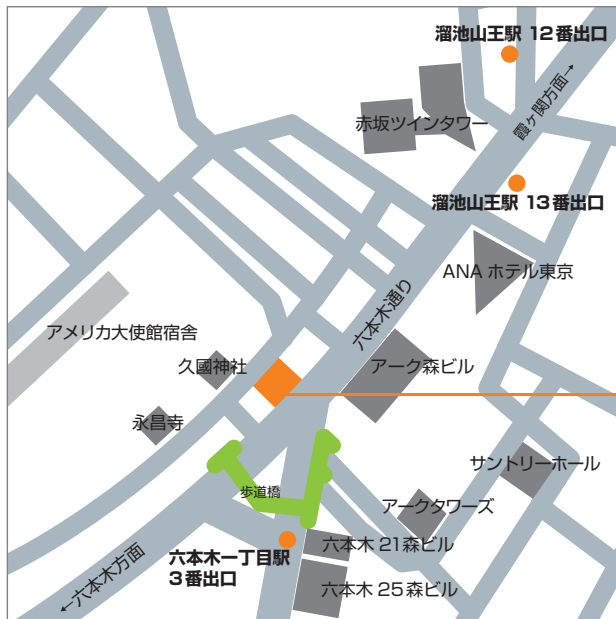 溜池山王駅 12番出口
霞ヶ関方面→
赤坂ツインタワー
溜池山王駅 13番出口
ANA ホテル東京
六本木通り
アメリカ大使館宿舎
久國神社
アーク森ビル
永昌寺
サントリーホール
歩道橋
アークタワーズ
六本木一丁目駅
3番出口
六本木 21森ビル
←六本木方面
六本木 25森ビル